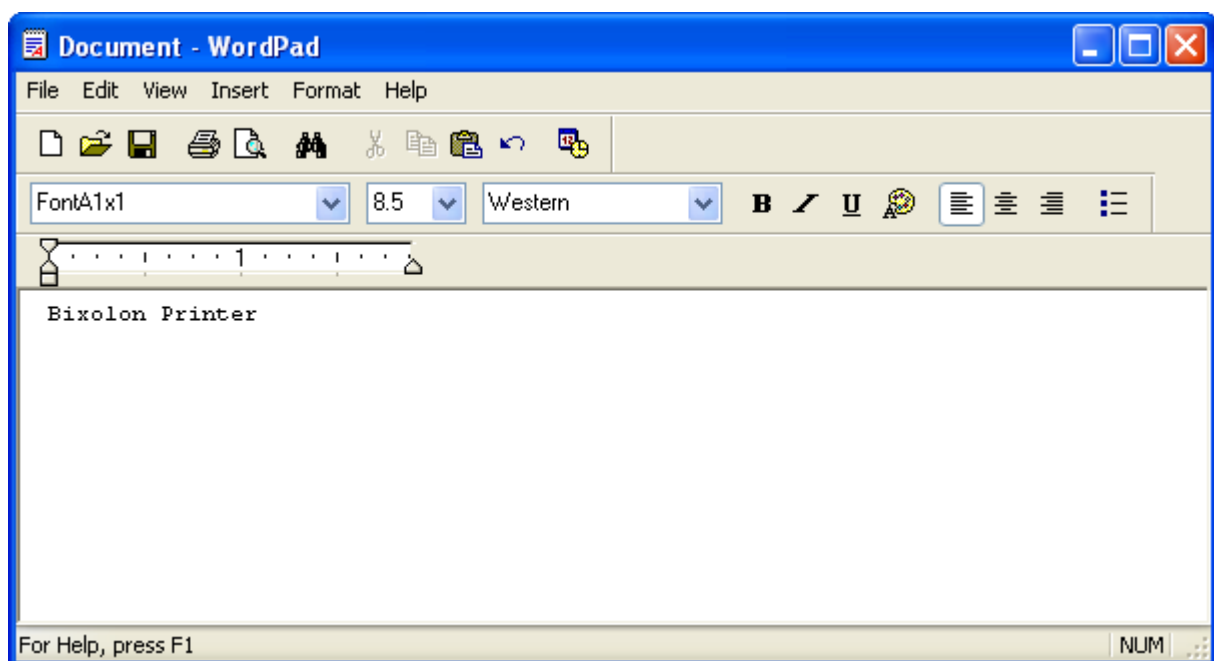 Document - WordPad
File Edit View Insert Format Help
FontA1x1 8.5 Western B I U
1
Bixolon Printer
For Help, press F1 NUM